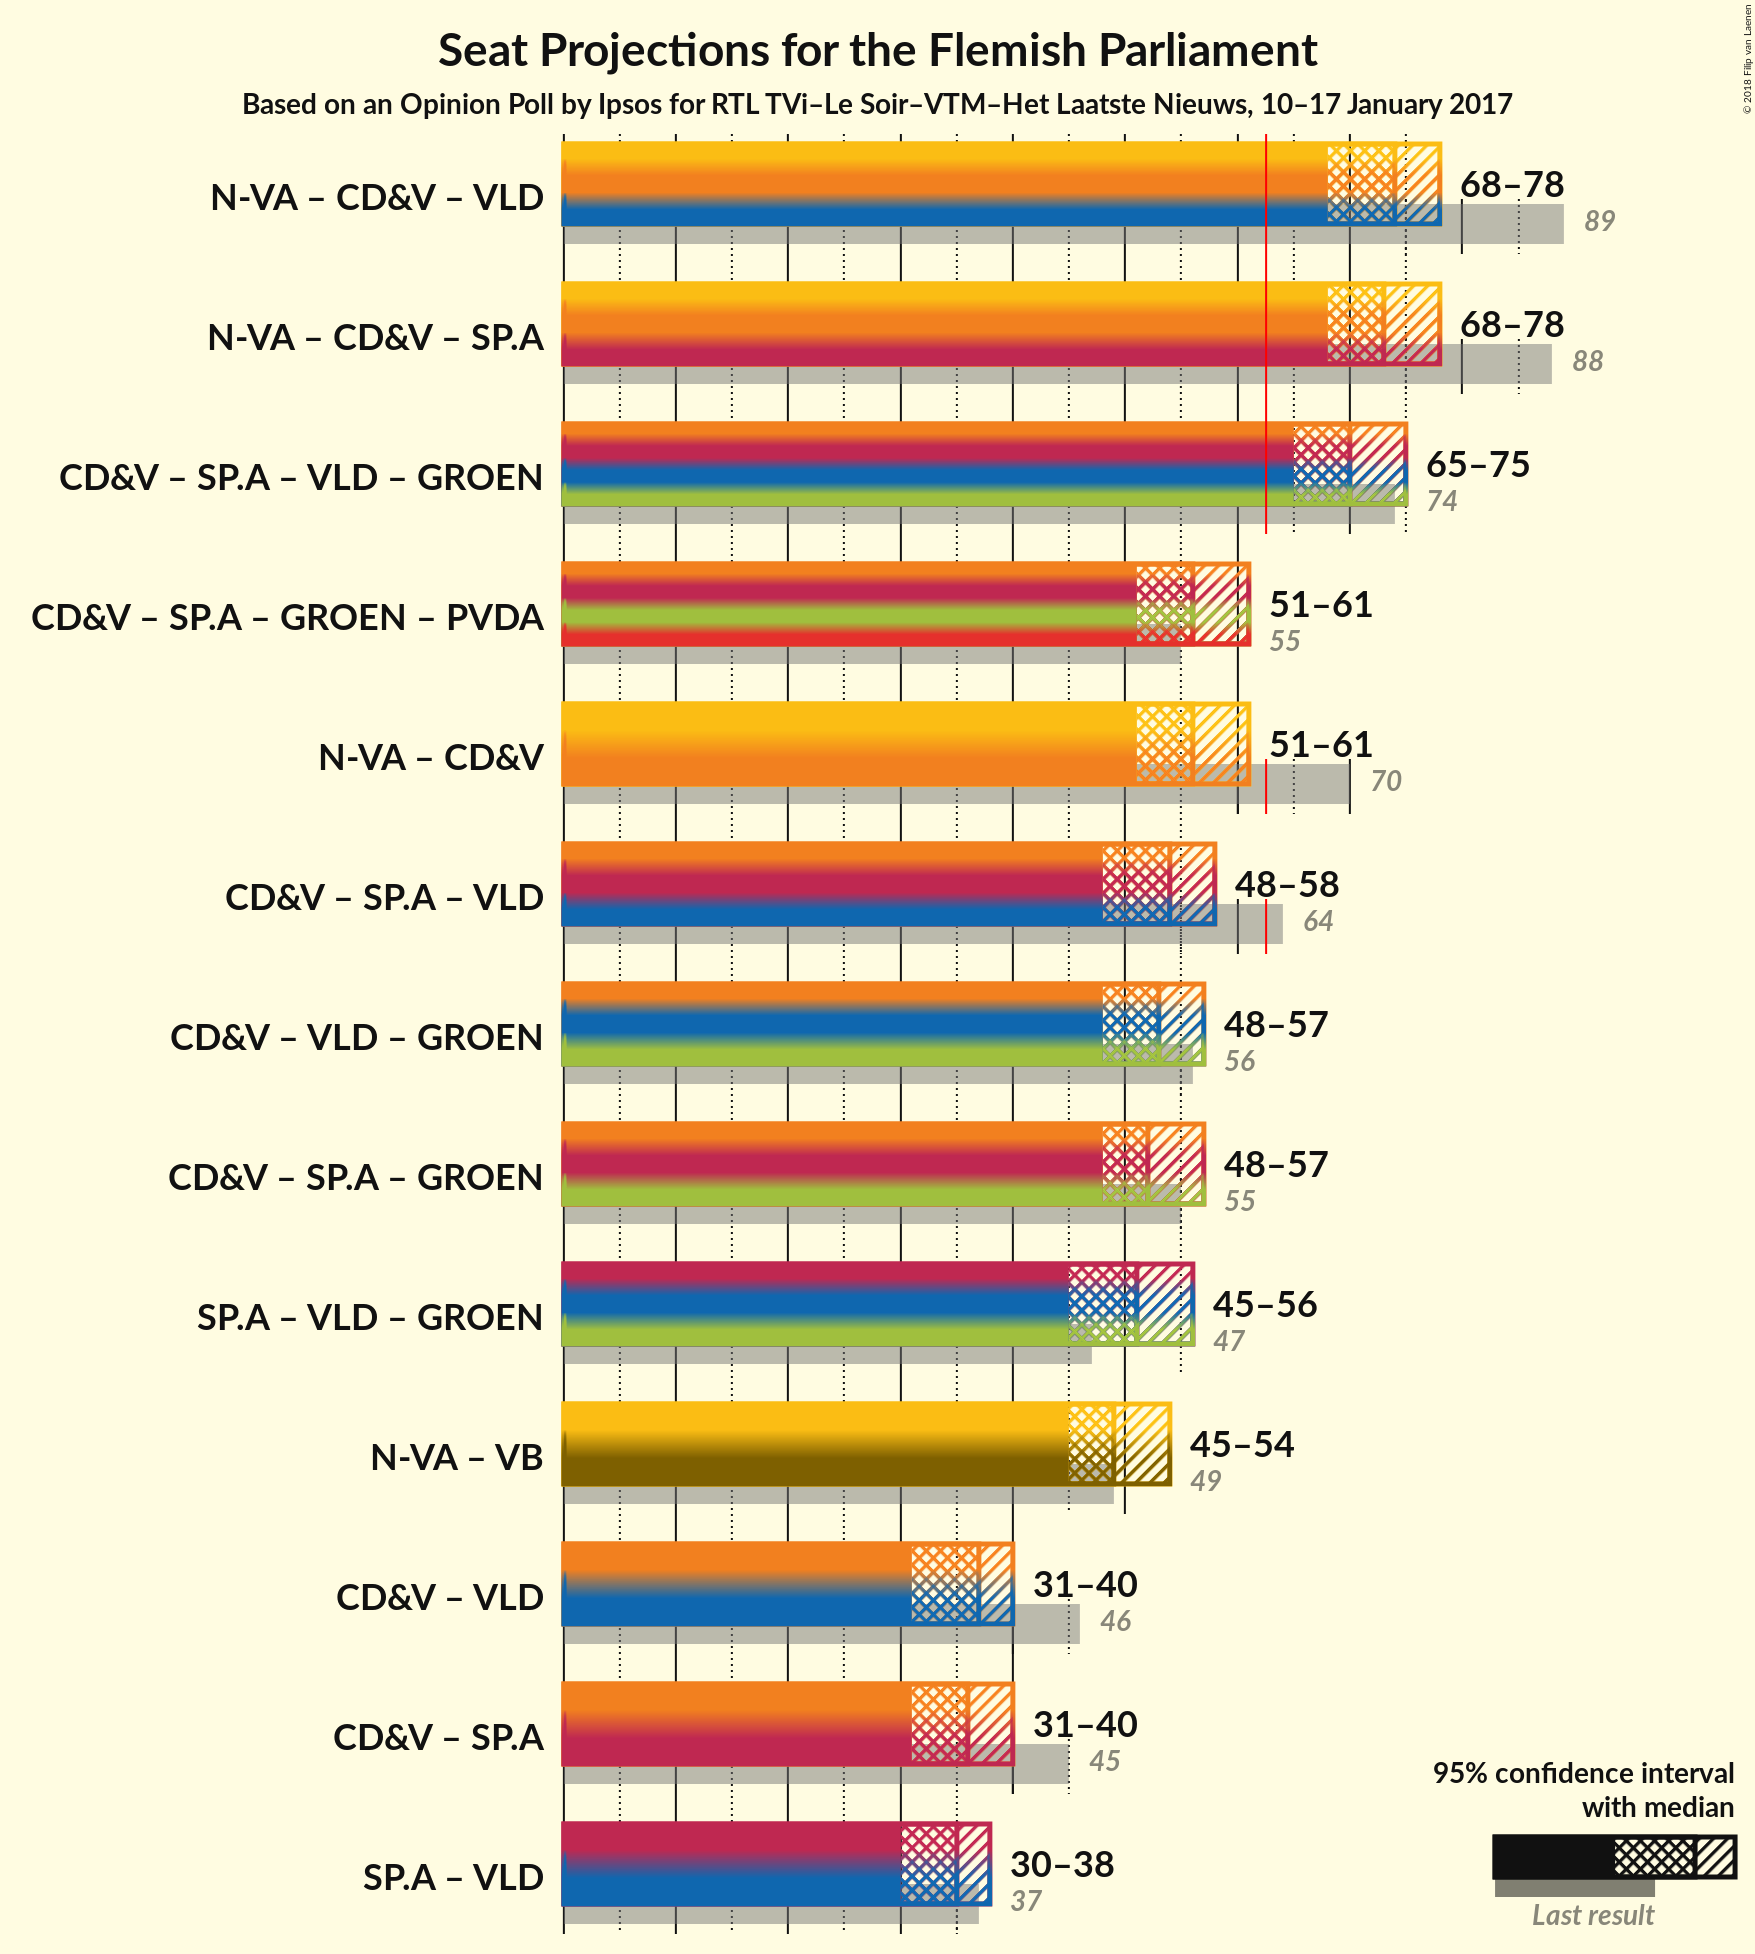 Seat Projections for the Flemish Parliament
Based on an Opinion Poll by Ipsos for RTL TVi–Le Soir–VTM–Het Laatste Nieuws, 10–17 January 2017
© 2018 Filip van Laenen
N-VA – CD&V – VLD
68–78
89
N-VA – CD&V – SP.A
68–78
88
CD&V – SP.A – VLD – GROEN
65–75
74
CD&V – SP.A – GROEN – PVDA
51–61
55
N-VA – CD&V
51–61
70
CD&V – SP.A – VLD
48–58
64
CD&V – VLD – GROEN
48–57
56
CD&V – SP.A – GROEN
48–57
55
SP.A – VLD – GROEN
45–56
47
N-VA – VB
45–54
49
CD&V – VLD
31–40
46
CD&V – SP.A
31–40
45
SP.A – VLD
30–38
37
95% confidence interval
with median
Last result